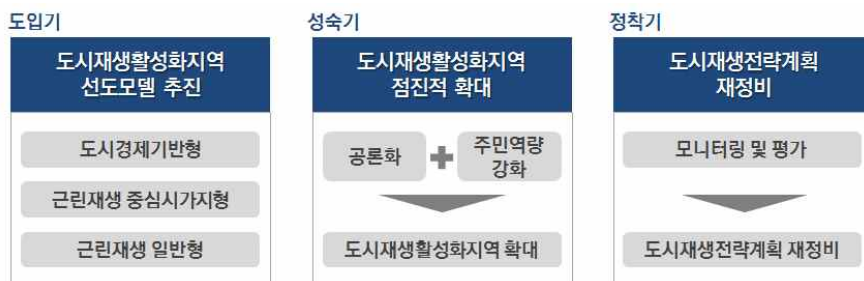 도입기
도시재생활성화지역
선도모델 추진
도시경제기반형
근린재생 중심시가지형
근린재생 일반형
성숙기
도시재생활성화지역
점진적 확대
공론화
주민역량
강화
도시재생활성화지역 확대
정착기
도시재생전략계획
재정비
모니터링 및 평가
도시재생전략계획 재정비